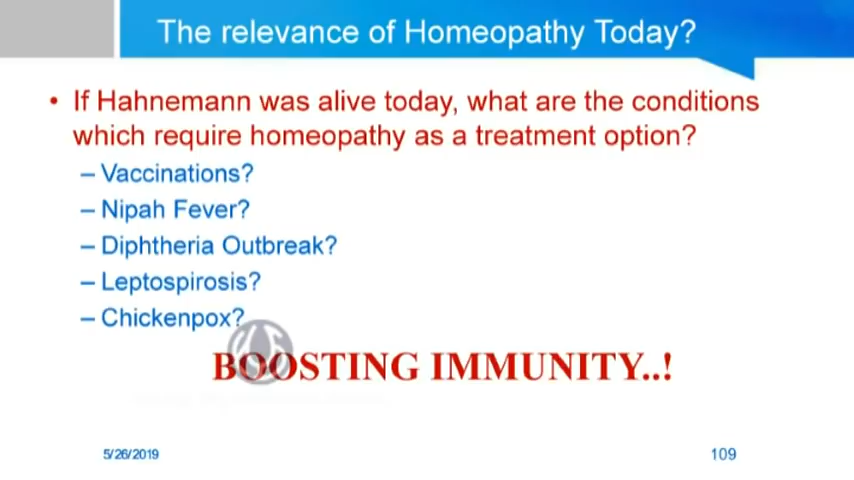 The relevance of Homeopathy Today?
• If Hahnemann was alive today, what are the conditions
which require homeopathy as a treatment option?
– Vaccinations?
– Nipah Fever?
– Diphtheria Outbreak?
– Leptospirosis?
– Chickenpox?
BOOSTING IMMUNITY..!
5/26/2019
109